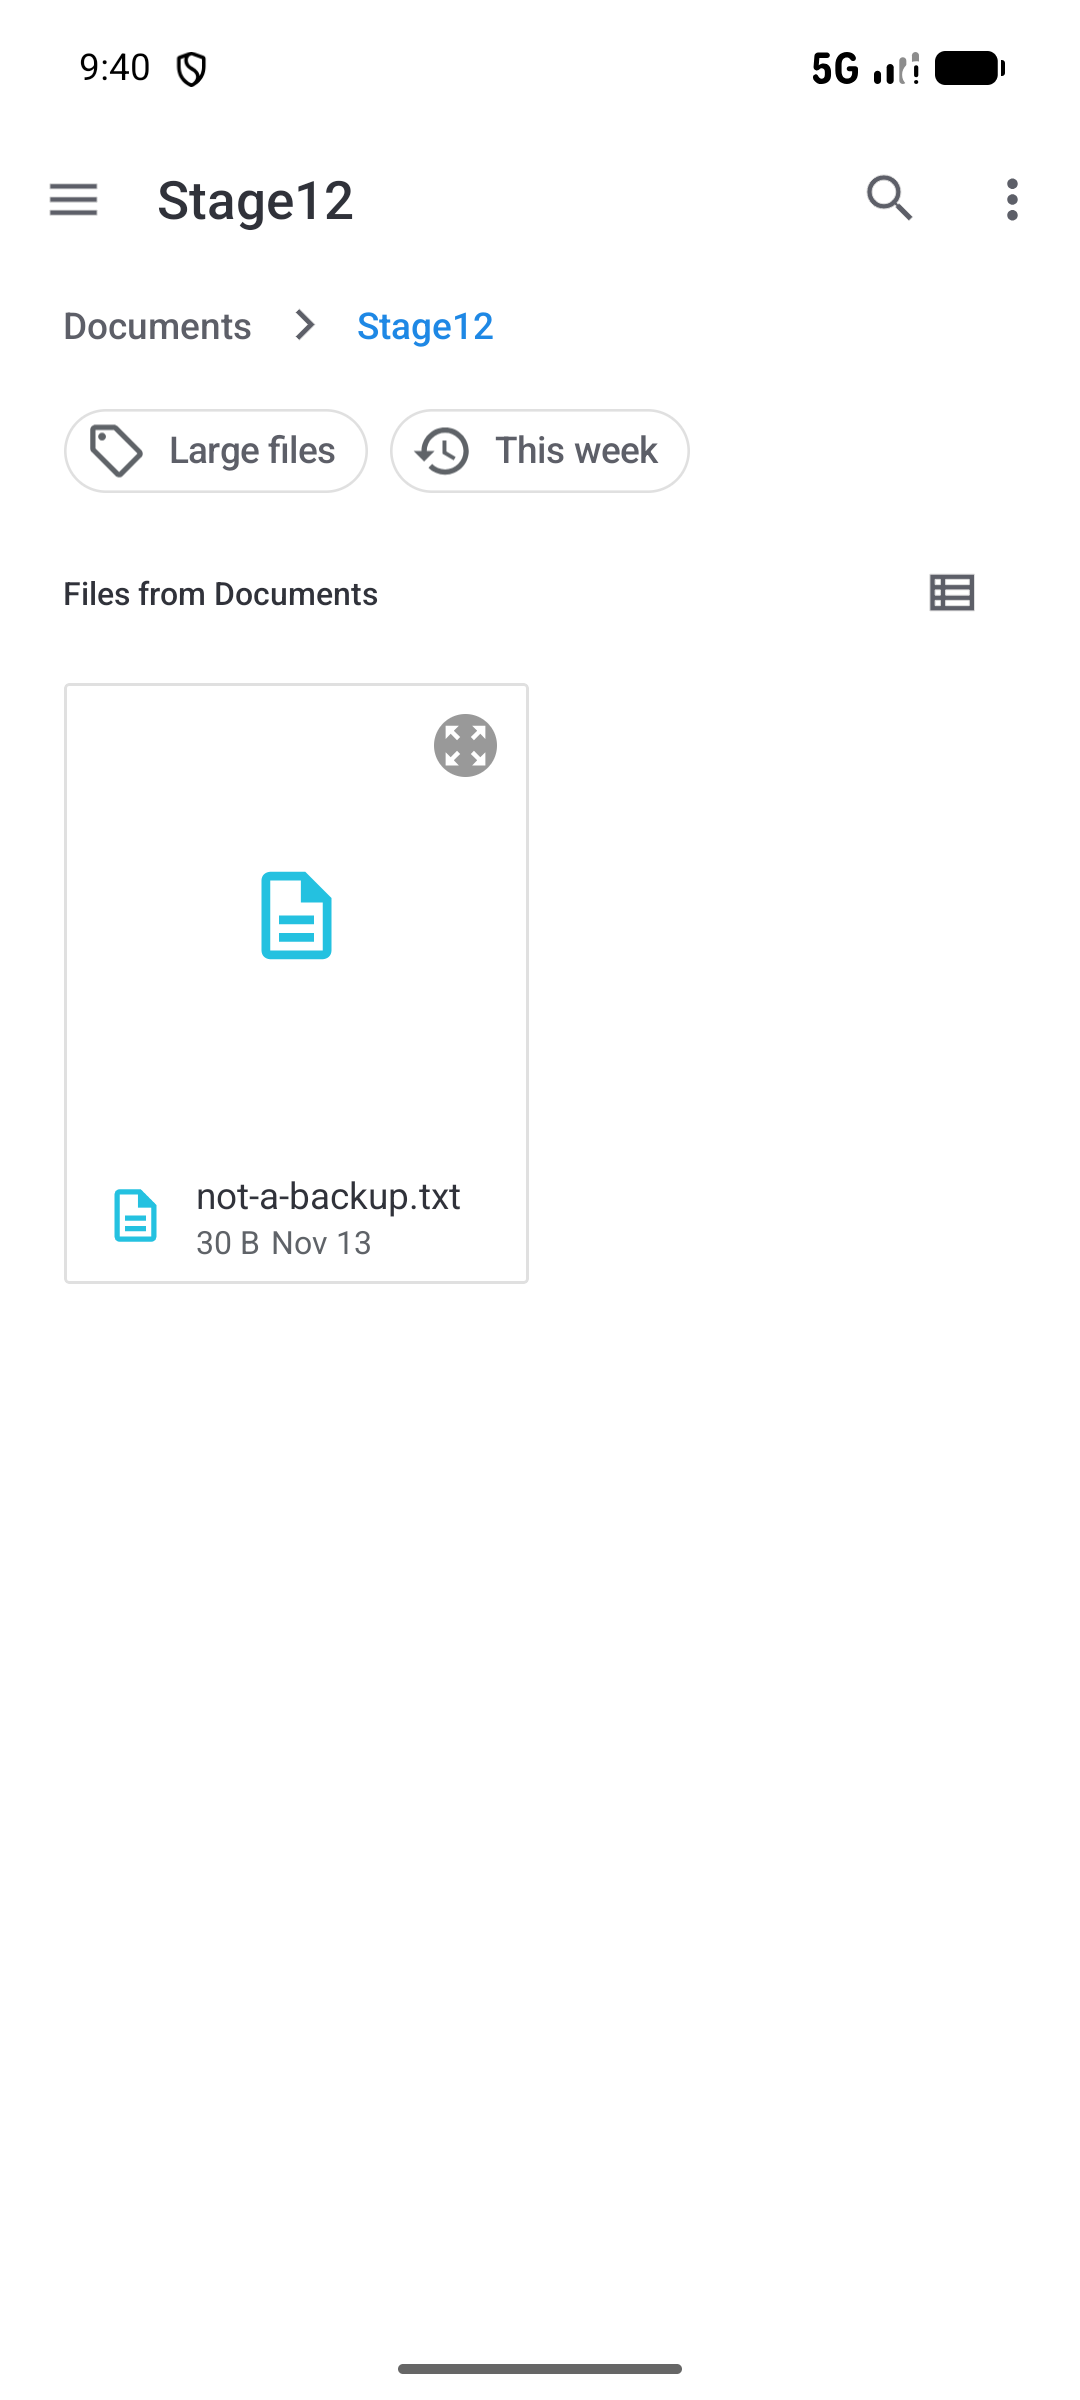 9:40
5G
Stage12
Documents
Stage12
Large files
This week
Files from Documents
not-a-backup.txt
30 B Nov 13